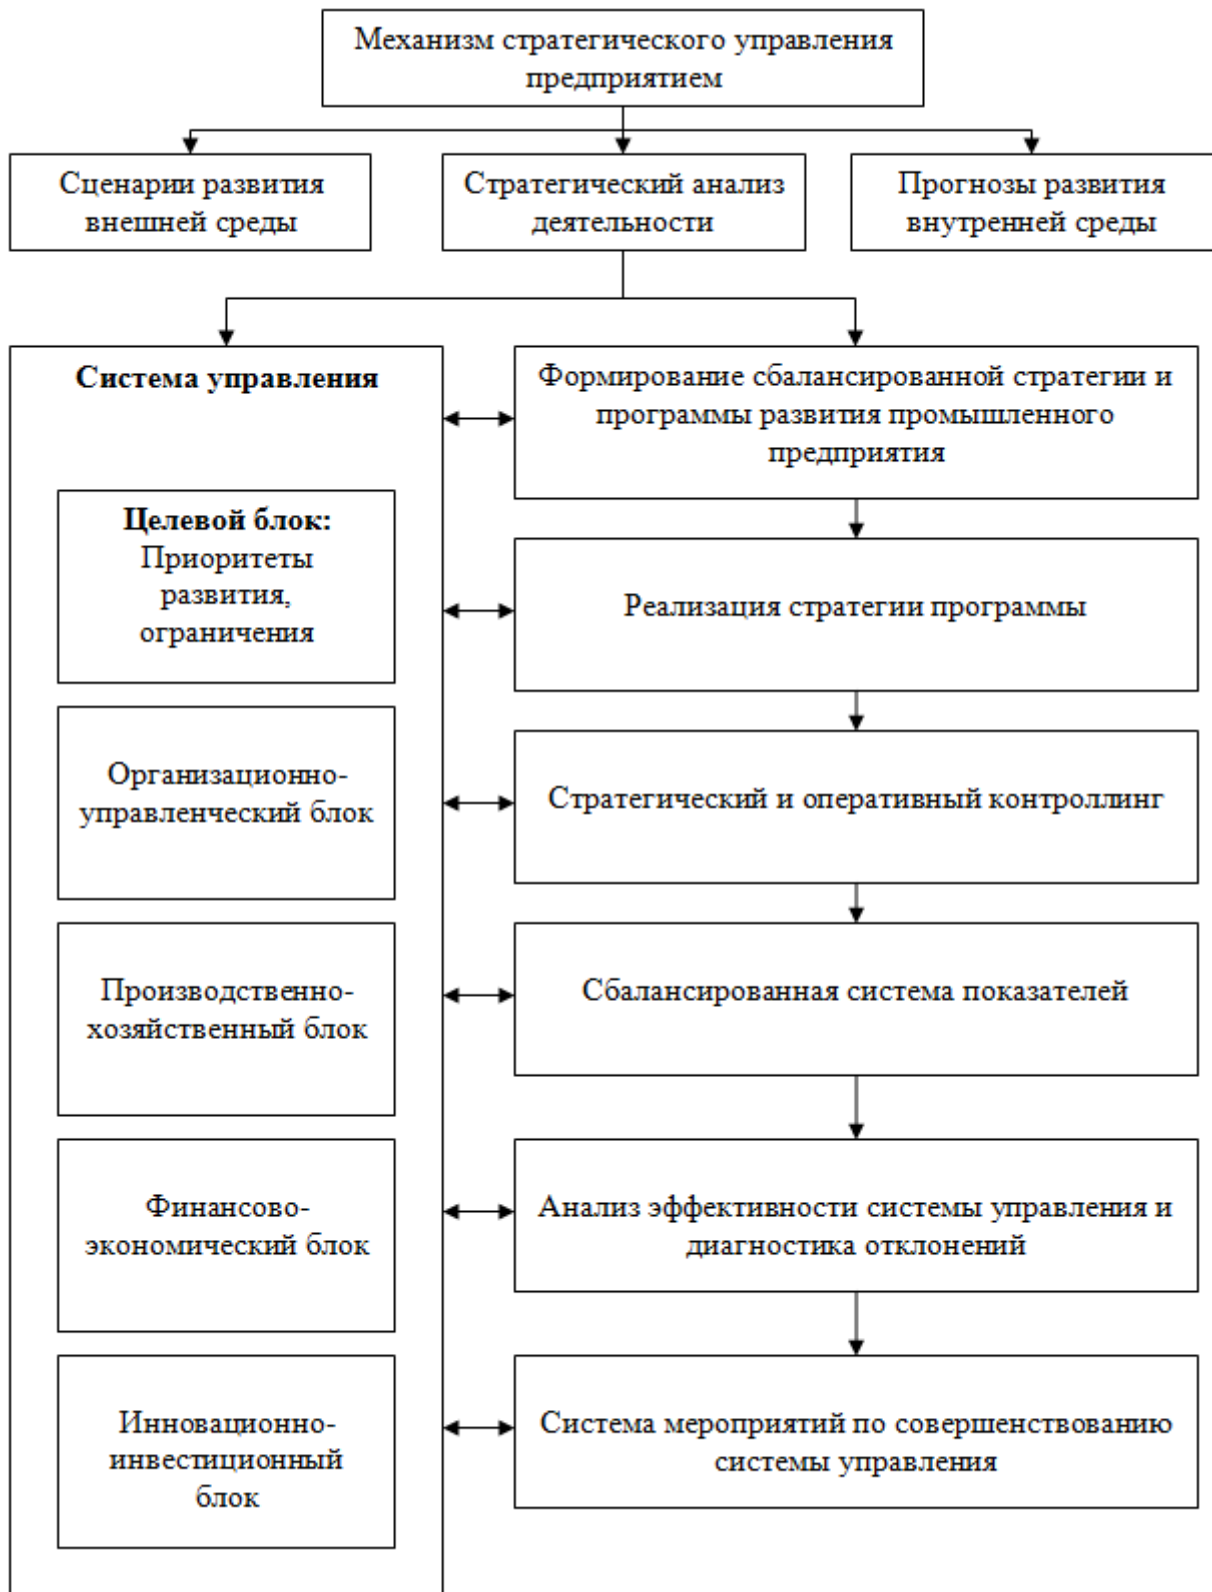 Механизм стратегического управления
предприятием
Сценарии развития
внешней среды
Стратегический анализ
деятельности
Прогнозы развития
внутренней среды
Система управления
Целевой блок:
Приоритеты
развития,
ограничения
Организационно-
управленческий блок
Производственно-
хозяйственный блок
Финансово-
экономический блок
Инновационно-
инвестиционный
блок
Формирование сбалансированной стратегии и
программы развития промышленного
предприятия
Реализация стратегии программы
Стратегический и оперативный контроллинг
Сбалансированная система показателей
Анализ эффективности системы управления и
диагностика отклонений
Система мероприятий по совершенствованию
системы управления